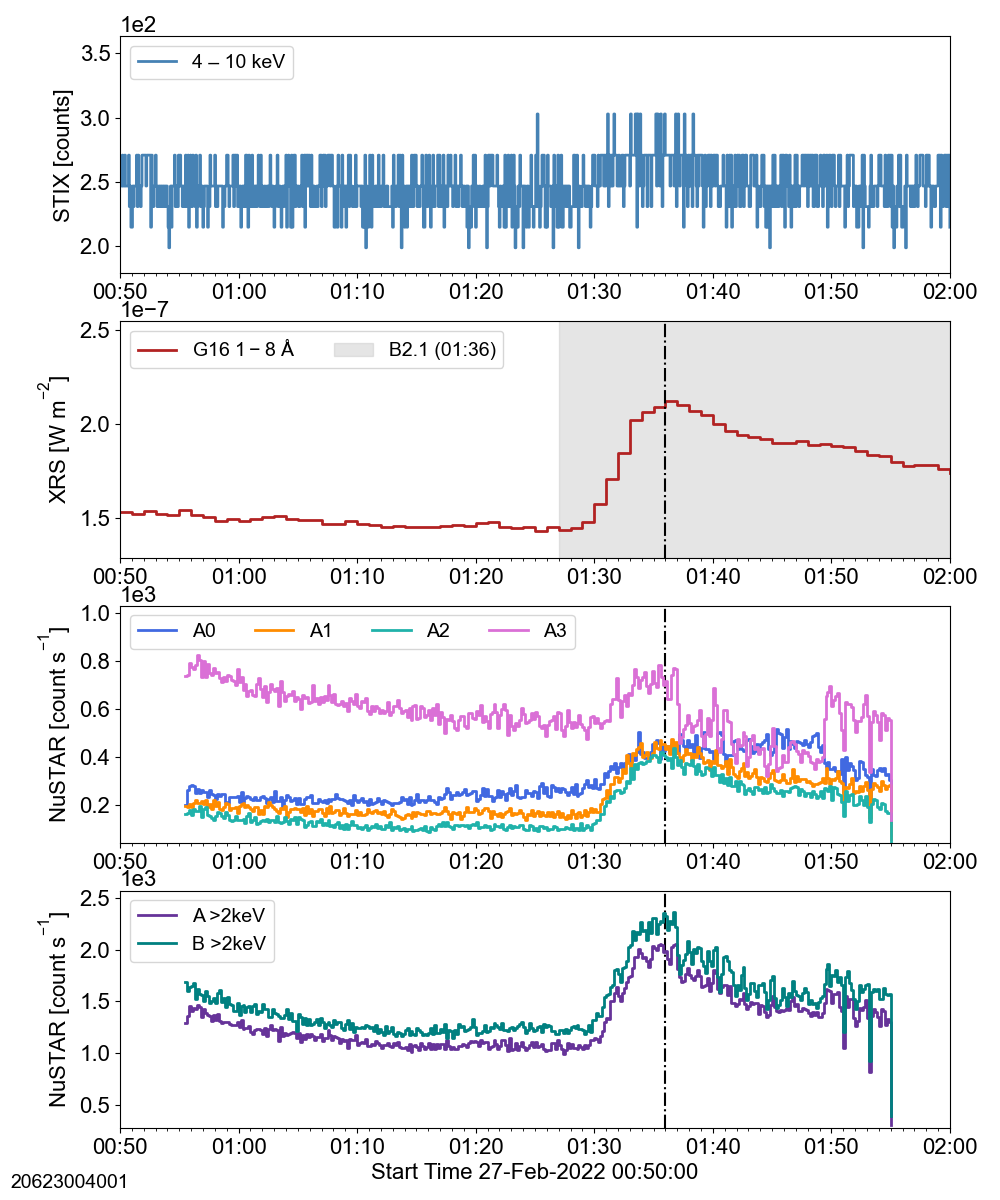 1e2
4 – 10 keV
STIX [counts]
3.5
3.0
2.5
2.0
00:50 01:00 01:10 01:20 01:30 01:40 01:50 02:00
1e−7
G16 1 − 8 Å B2.1 (01:36)
XRS [W m⁻²]
2.5
2.0
1.5
00:50 01:00 01:10 01:20 01:30 01:40 01:50 02:00
1e3
A0 A1 A2 A3
NuSTAR [count s⁻¹]
1.0
0.8
0.6
0.4
0.2
00:50 01:00 01:10 01:20 01:30 01:40 01:50 02:00
1e3
A >2keV
B >2keV
NuSTAR [count s⁻¹]
2.5
2.0
1.5
1.0
0.5
00:50 01:00 01:10 01:20 01:30 01:40 01:50 02:00
Start Time 27-Feb-2022 00:50:00
20623004001